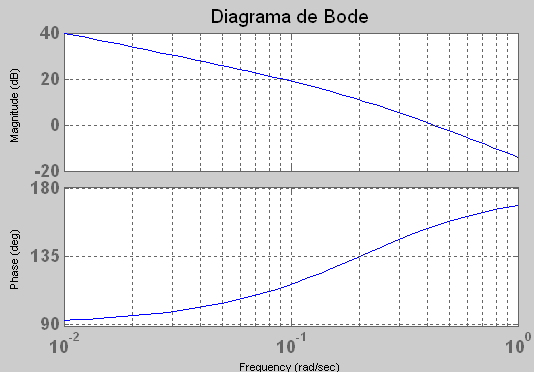 Diagrama de Bode
Magnitude (dB)
40
20
0
-20
Phase (deg)
180
135
90
10^-2
10^-1
10^0
Frequency (rad/sec)